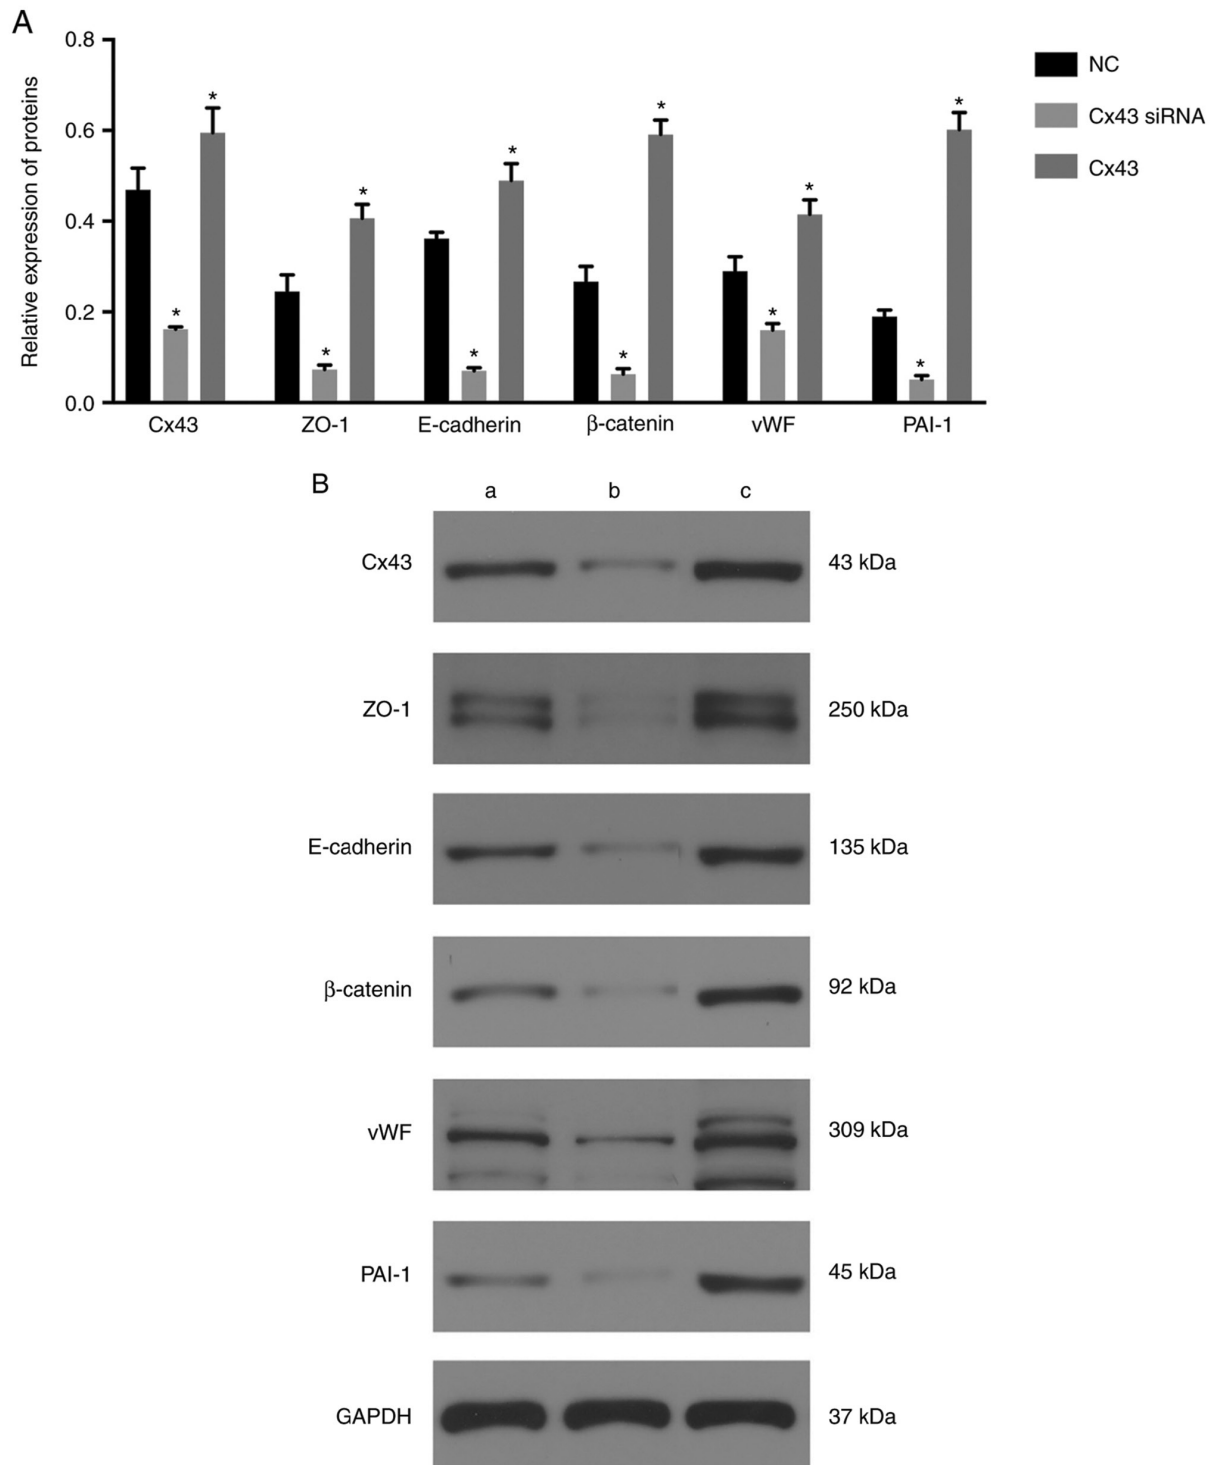 A
0.8
0.6
0.4
0.2
0.0
Relative expression of proteins
* * * * * * * * * * * *
Cx43 ZO-1 E-cadherin β-catenin vWF PAI-1
NC
Cx43 siRNA
Cx43
B
a b c
Cx43 43 kDa
ZO-1 250 kDa
E-cadherin 135 kDa
β-catenin 92 kDa
vWF 309 kDa
PAI-1 45 kDa
GAPDH 37 kDa